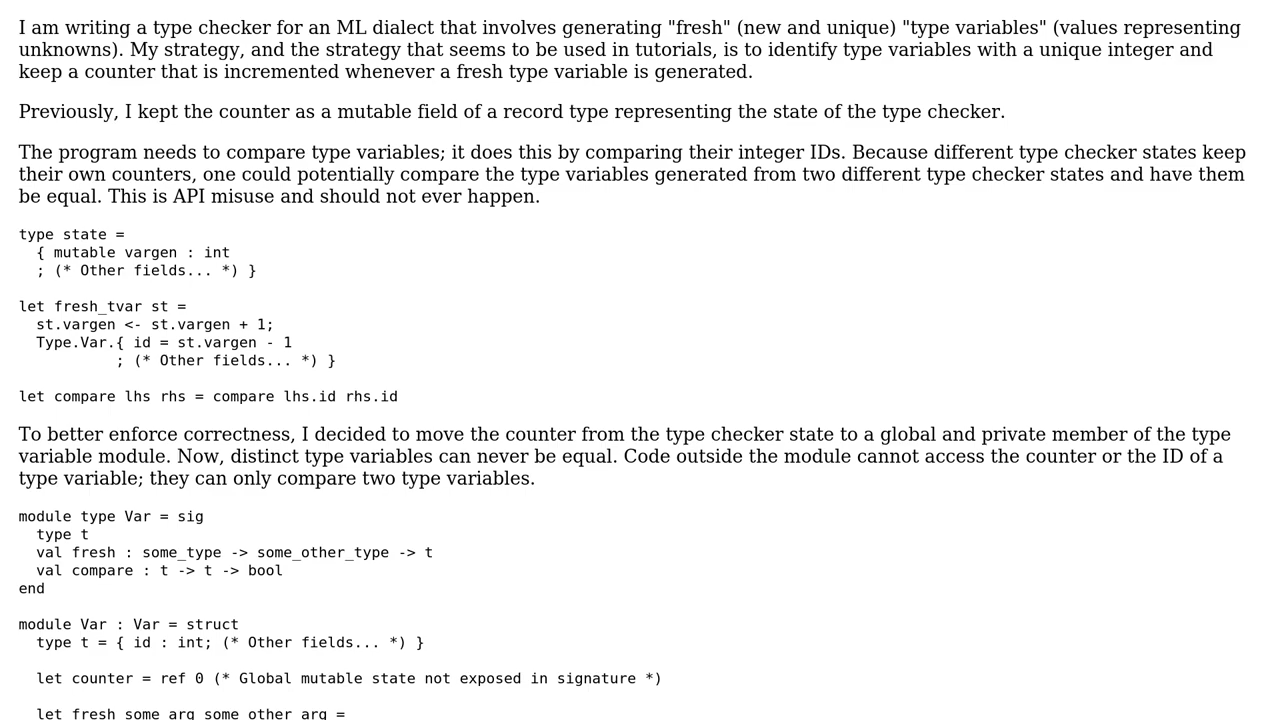 I am writing a type checker for an ML dialect that involves generating "fresh" (new and unique) "type variables" (values representing
unknowns). My strategy, and the strategy that seems to be used in tutorials, is to identify type variables with a unique integer and
keep a counter that is incremented whenever a fresh type variable is generated.
Previously, I kept the counter as a mutable field of a record type representing the state of the type checker.
The program needs to compare type variables; it does this by comparing their integer IDs. Because different type checker states keep
their own counters, one could potentially compare the type variables generated from two different type checker states and have them
be equal. This is API misuse and should not ever happen.
type state =
  { mutable vargen : int
  ; (* Other fields... *) }
let fresh_tvar st =
  st.vargen <- st.vargen + 1;
  Type.Var.{ id = st.vargen - 1
           ; (* Other fields... *) }
let compare lhs rhs = compare lhs.id rhs.id
To better enforce correctness, I decided to move the counter from the type checker state to a global and private member of the type
variable module. Now, distinct type variables can never be equal. Code outside the module cannot access the counter or the ID of a
type variable; they can only compare two type variables.
module type Var = sig
  type t
  val fresh : some_type -> some_other_type -> t
  val compare : t -> t -> bool
end
module Var : Var = struct
  type t = { id : int; (* Other fields... *) }
  let counter = ref 0 (* Global mutable state not exposed in signature *)
  let fresh some_arg some_other_arg =